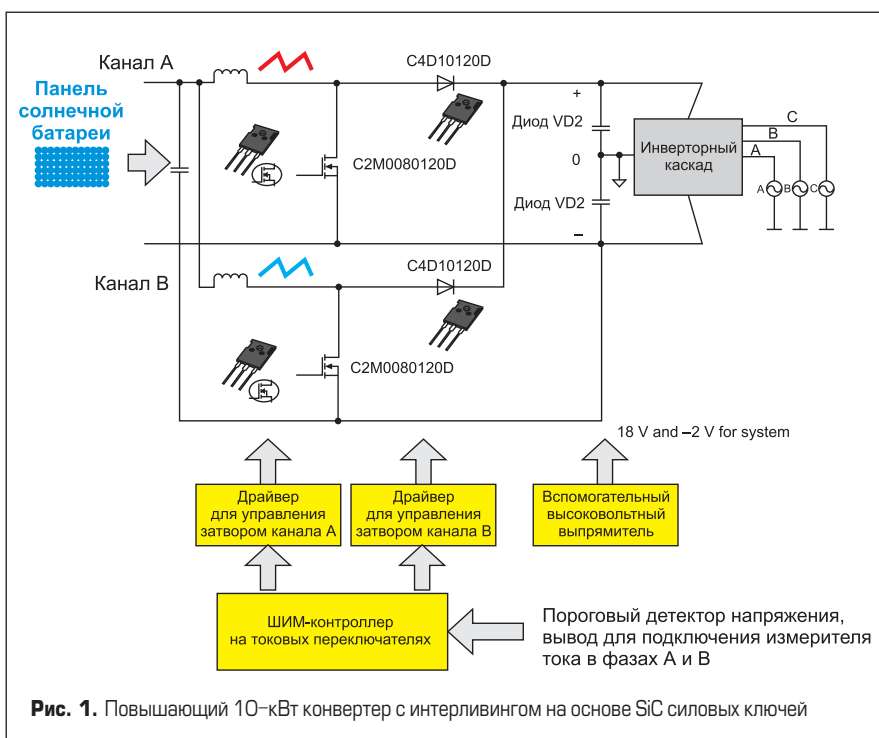 Канал A
Панель
солнечной
батареи
C4D10120D
C2M0080120D
+
Диод VD2
0
Диод VD2
–
Инверторный
каскад
C
B
A
A
B
C
Канал B
C4D10120D
C2M0080120D
18 V and –2 V for system
Драйвер
для управления
затвором канала A
Драйвер
для управления
затвором канала B
Вспомогательный
высоковольтный
выпрямитель
ШИМ-контроллер
на токовых переключателях
Пороговый детектор напряжения,
вывод для подключения измерителя
тока в фазах A и B
Рис. 1. Повышающий 10–кВт конвертер с интерливингом на основе SiC силовых ключей